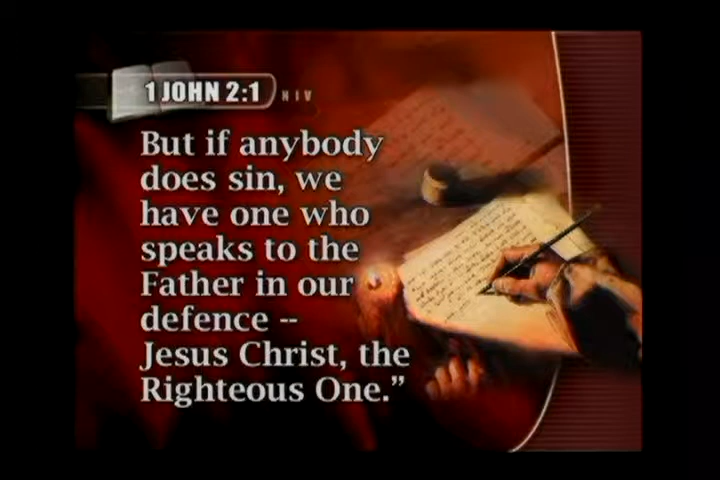 1 JOHN 2:1 NIV
But if anybody
does sin, we
have one who
speaks to the
Father in our
defence --
Jesus Christ, the
Righteous One.”